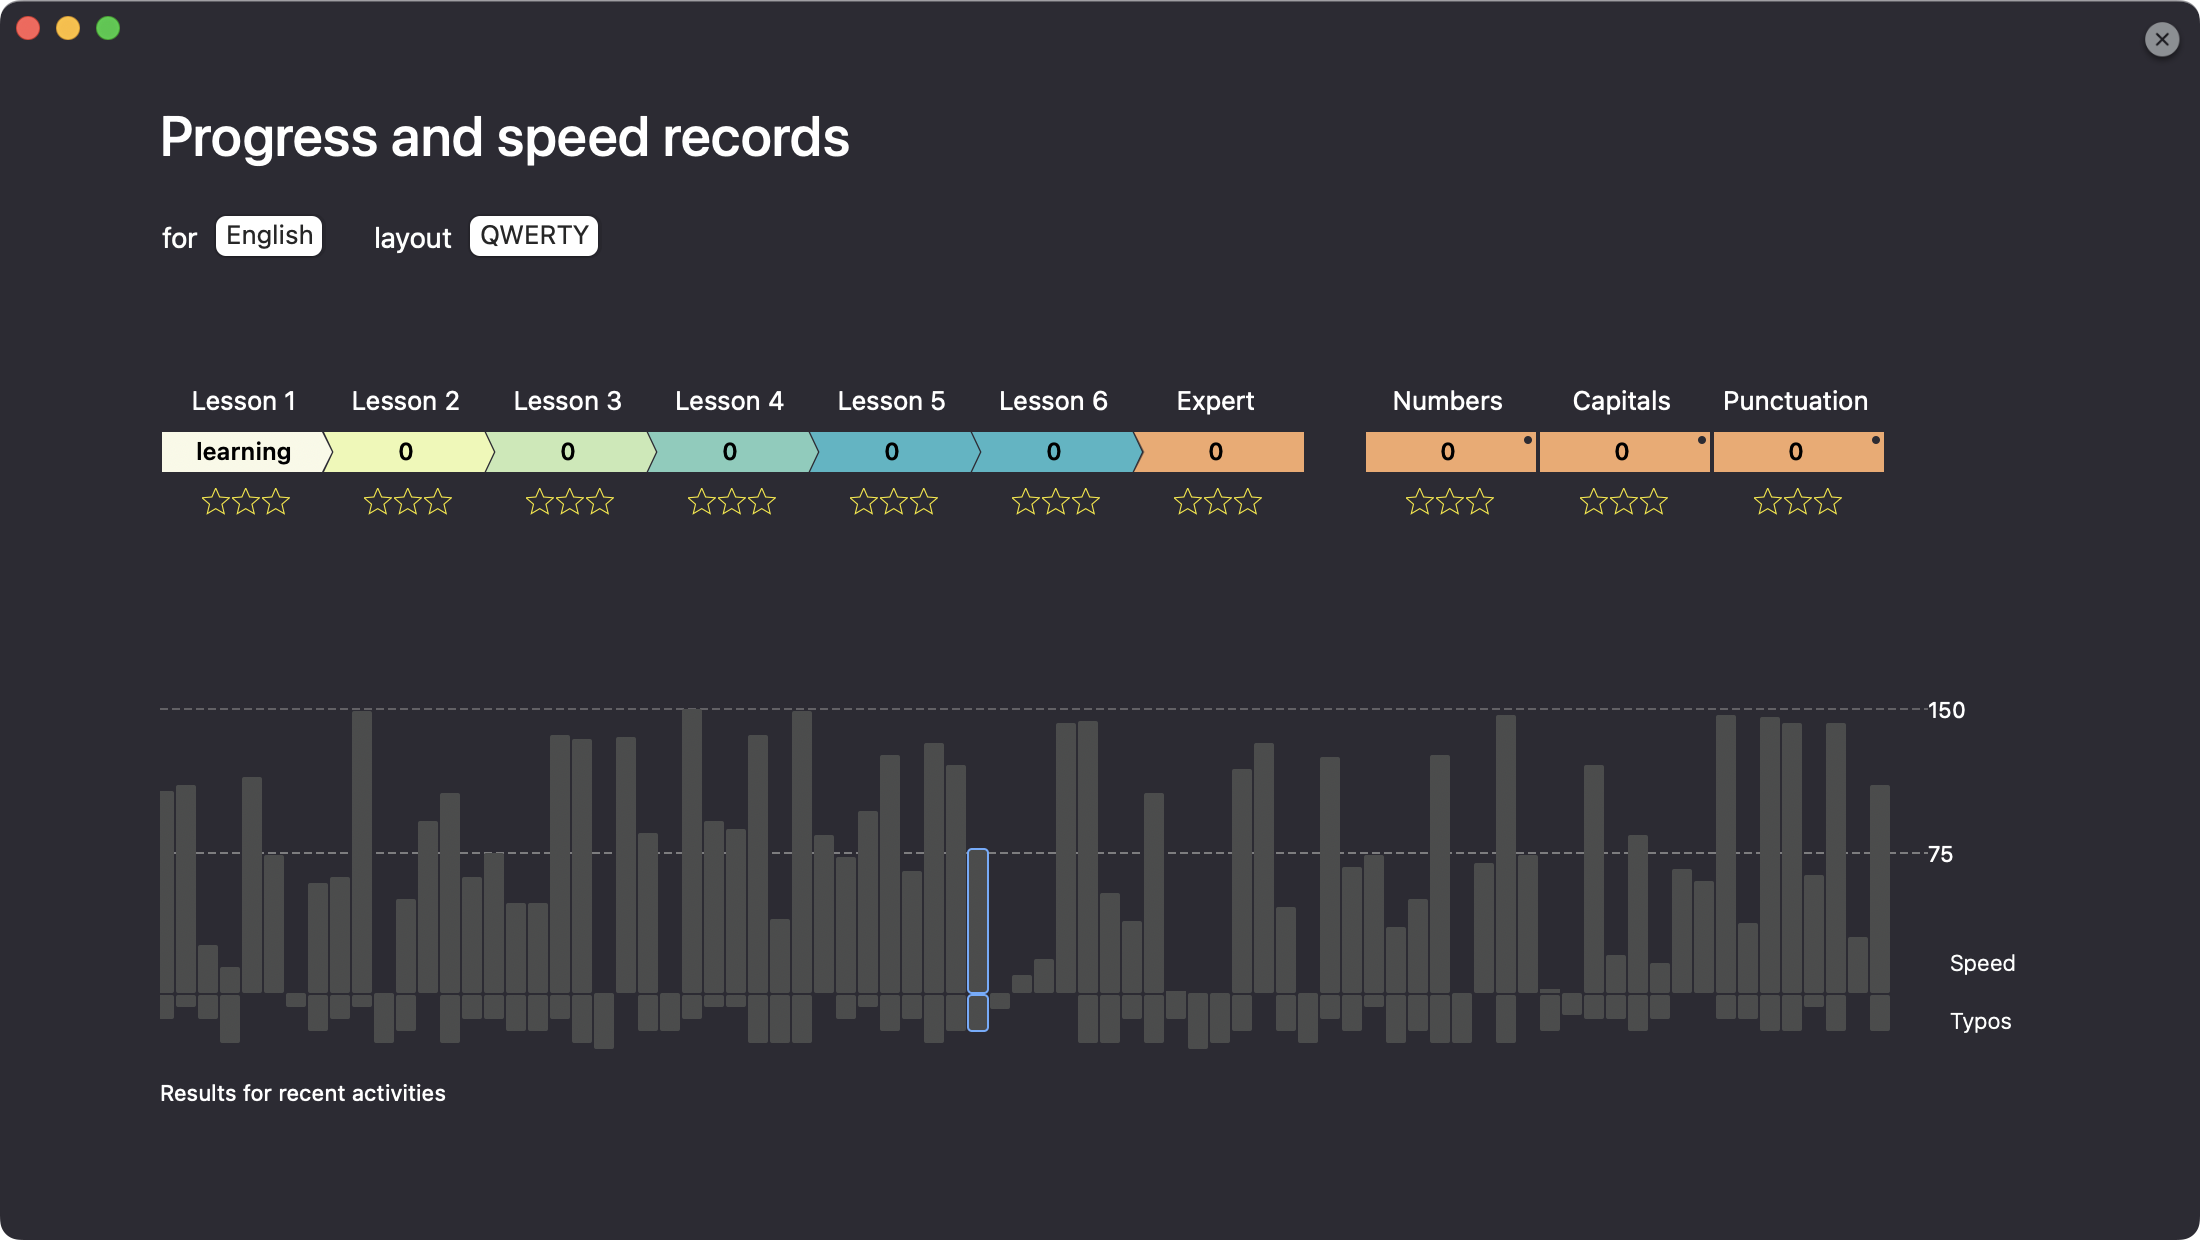 Progress and speed records
for English layout QWERTY
Lesson 1 Lesson 2 Lesson 3 Lesson 4 Lesson 5 Lesson 6 Expert Numbers Capitals Punctuation
learning 0 0 0 0 0 0 0 0 0
150
75
Speed
Typos
Results for recent activities